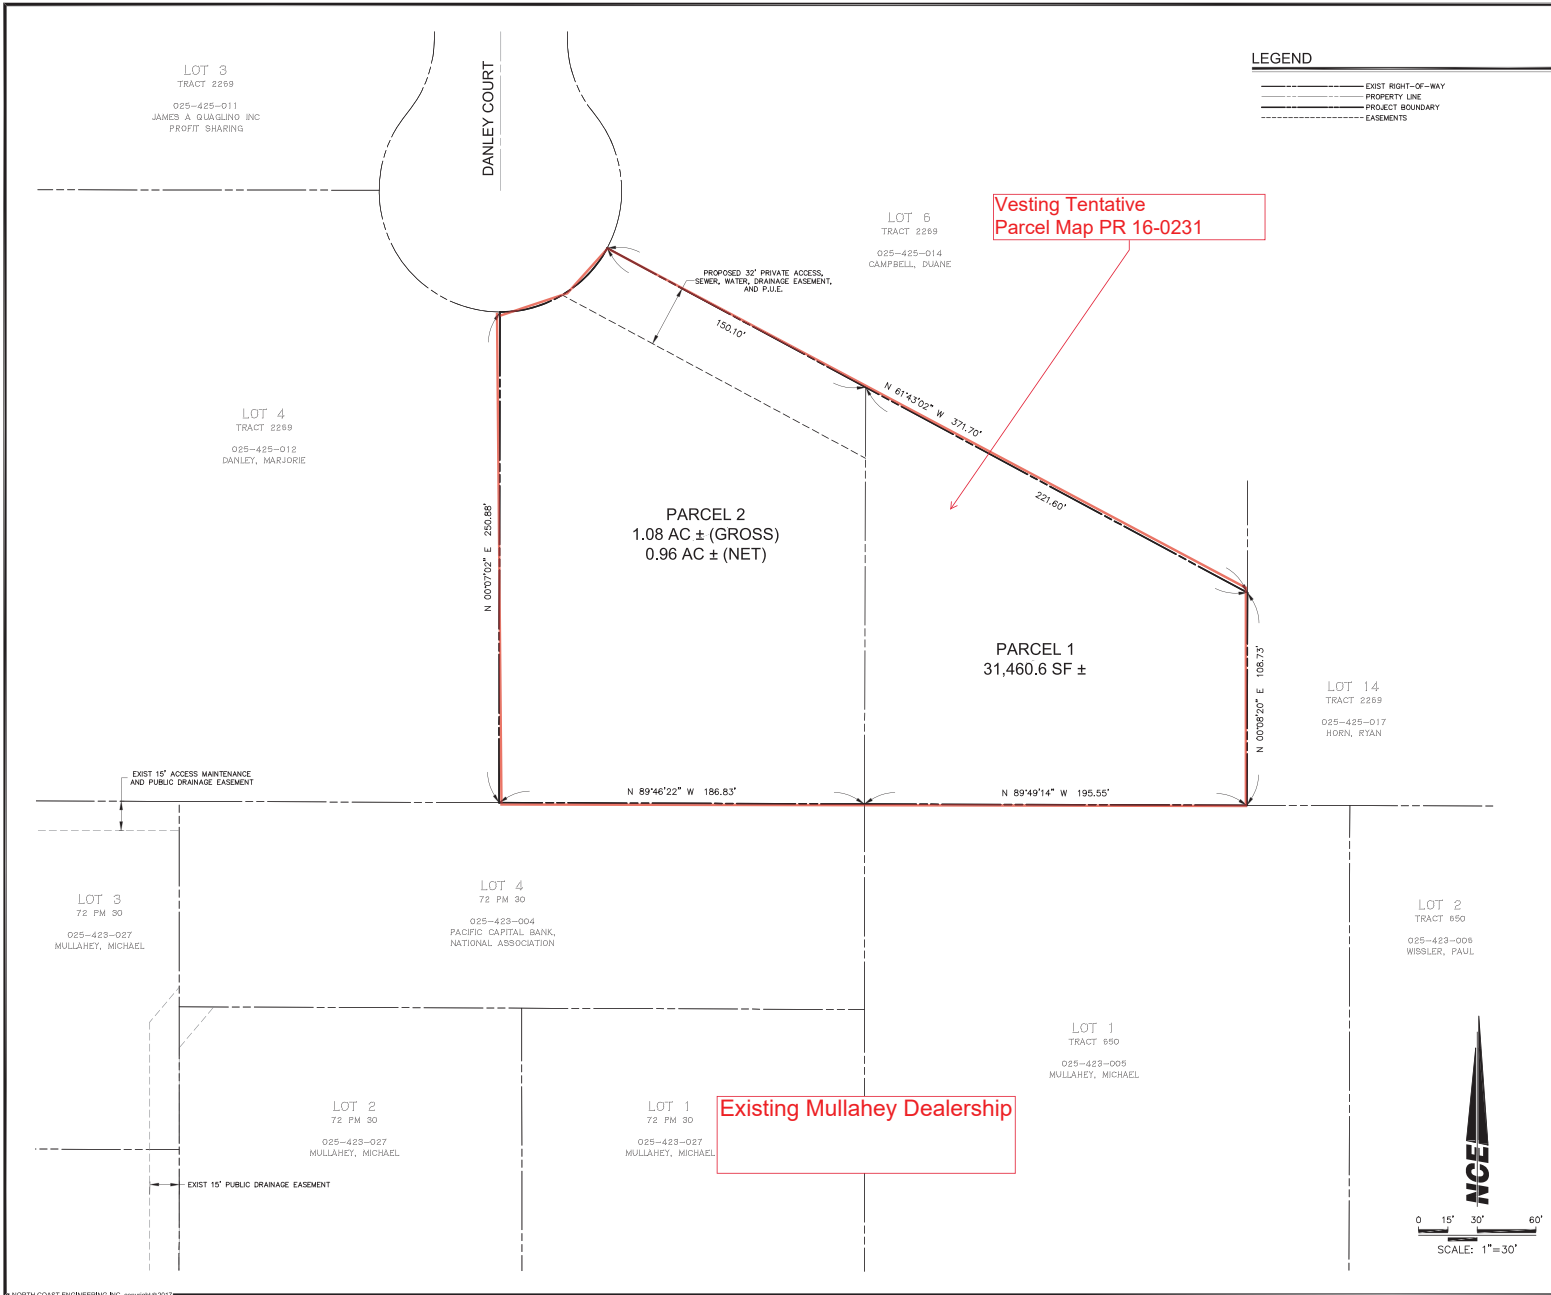 LEGEND
EXIST RIGHT-OF-WAY
PROPERTY LINE
PROJECT BOUNDARY
EASEMENTS
LOT 3
TRACT 2269
025-425-011
JAMES A QUAGLINO INC
PROFIT SHARING
DANLEY COURT
Vesting Tentative
Parcel Map PR 16-0231
LOT 6
TRACT 2269
025-425-014
CAMPBELL, DUANE
PROPOSED 32' PRIVATE ACCESS,
SEWER, WATER, DRAINAGE EASEMENT,
AND P.U.E.
150.10'
N 61°43'02" W 371.70'
221.60'
LOT 4
TRACT 2269
025-425-012
DANLEY, MARJORIE
N 00°07'02" E 250.88'
PARCEL 2
1.08 AC ± (GROSS)
0.96 AC ± (NET)
PARCEL 1
31,460.6 SF ±
N 00°08'20" E 108.73'
LOT 14
TRACT 2269
025-425-017
HORN, RYAN
EXIST 15' ACCESS MAINTENANCE
AND PUBLIC DRAINAGE EASEMENT
N 89°46'22" W 186.83'
N 89°49'14" W 195.55'
LOT 3
72 PM 30
025-423-027
MULLAHEY, MICHAEL
LOT 4
72 PM 30
025-423-004
PACIFIC CAPITAL BANK,
NATIONAL ASSOCIATION
LOT 2
TRACT 650
025-423-006
WISSLER, PAUL
LOT 1
TRACT 650
025-423-005
MULLAHEY, MICHAEL
LOT 2
72 PM 30
025-423-027
MULLAHEY, MICHAEL
LOT 1
72 PM 30
025-423-027
MULLAHEY, MICHAEL
Existing Mullahey Dealership
EXIST 15' PUBLIC DRAINAGE EASEMENT
NCE
0 15' 30' 60'
SCALE: 1"=30'
NORTH COAST ENGINEERING INC. copyright © 2017